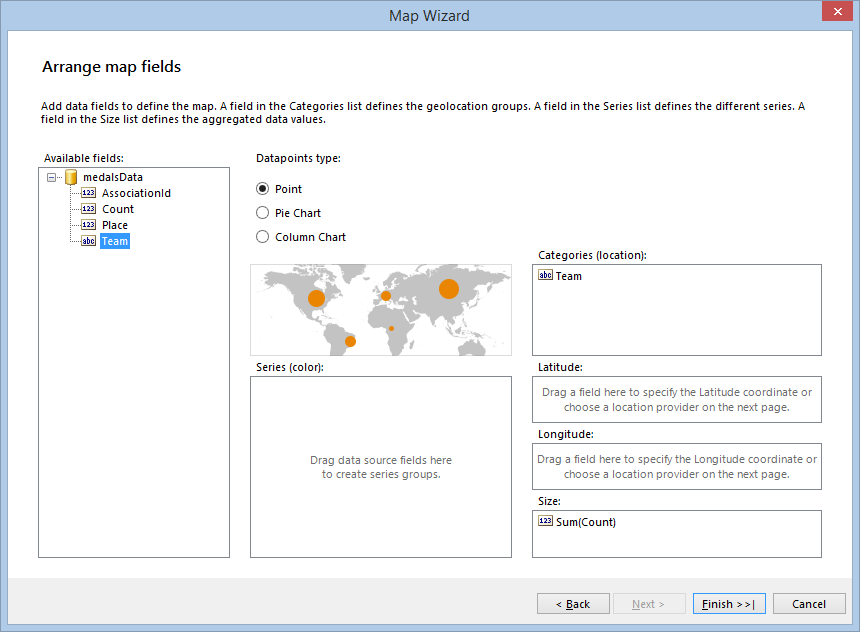 Map Wizard
Arrange map fields
Add data fields to define the map. A field in the Categories list defines the geolocation groups. A field in the Series list defines the different series. A
field in the Size list defines the aggregated data values.
Available fields:
medalsData
123 AssociationId
123 Count
123 Place
abc Team
Datapoints type:
Point
Pie Chart
Column Chart
Categories (location):
abc Team
Series (color):
Drag data source fields here
to create series groups.
Latitude:
Drag a field here to specify the Latitude coordinate or
choose a location provider on the next page.
Longitude:
Drag a field here to specify the Longitude coordinate or
choose a location provider on the next page.
Size:
123 Sum(Count)
< Back
Next >
Finish >>|
Cancel